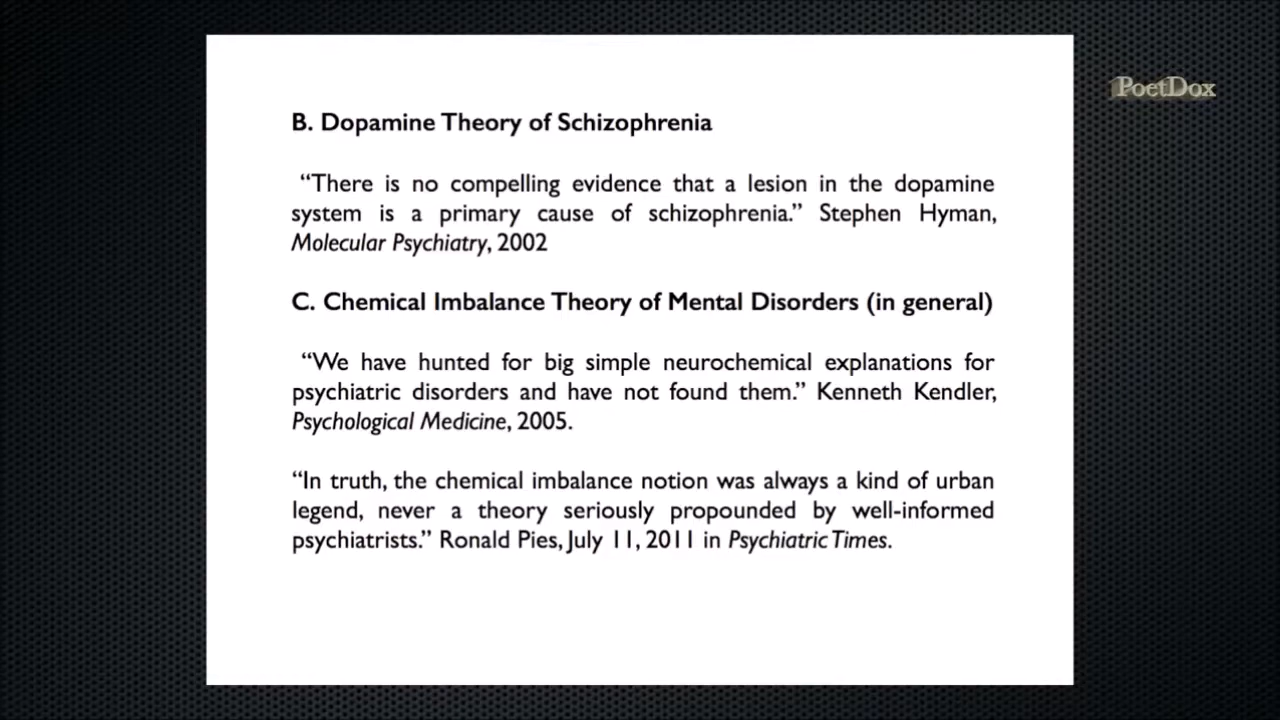 PoetDox
B. Dopamine Theory of Schizophrenia
“There is no compelling evidence that a lesion in the dopamine
system is a primary cause of schizophrenia.” Stephen Hyman,
Molecular Psychiatry, 2002
C. Chemical Imbalance Theory of Mental Disorders (in general)
“We have hunted for big simple neurochemical explanations for
psychiatric disorders and have not found them.” Kenneth Kendler,
Psychological Medicine, 2005.
“In truth, the chemical imbalance notion was always a kind of urban
legend, never a theory seriously propounded by well-informed
psychiatrists.” Ronald Pies, July 11, 2011 in Psychiatric Times.